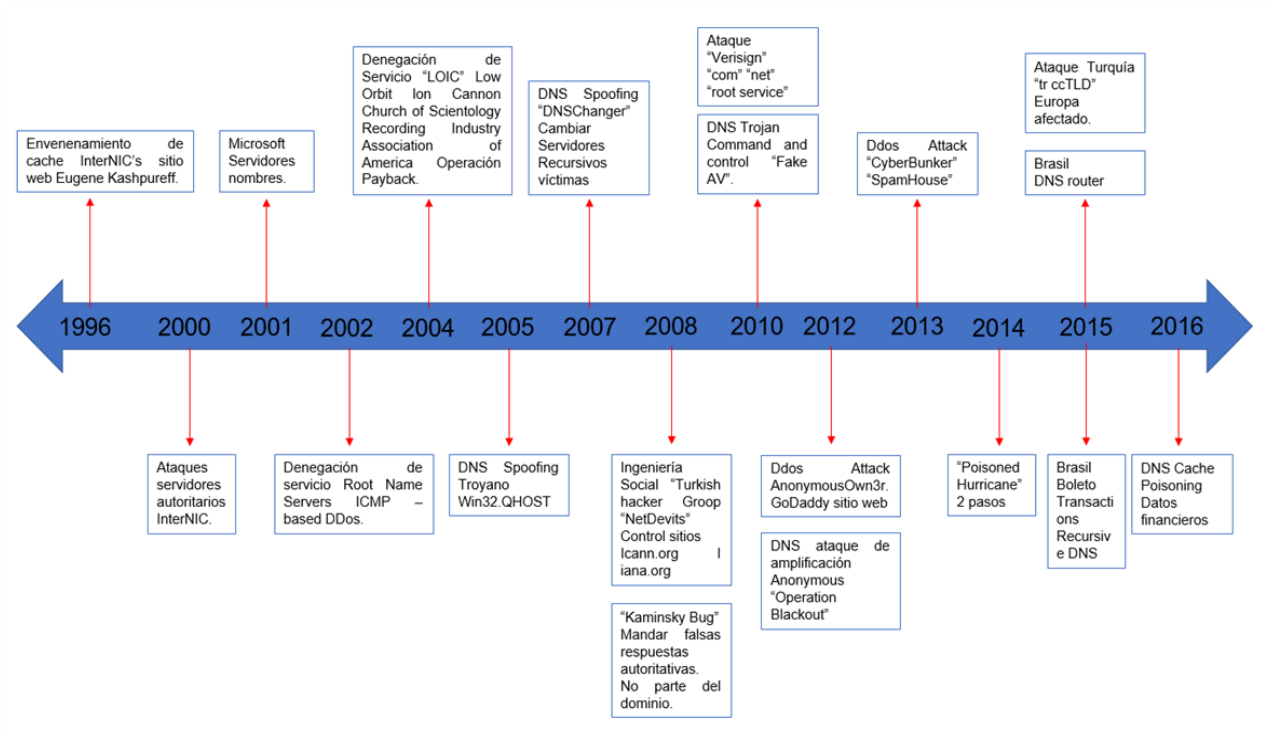 Envenenamiento de
cache InterNIC's sitio
web Eugene Kashpureff.
Microsoft
Servidores
nombres.
Denegación de
Servicio “LOIC” Low
Orbit Ion Cannon
Church of Scientology
Recording Industry
Association of
America Operación
Payback.
DNS Spoofing
“DNSChanger”
Cambiar
Servidores
Recursivos
víctimas
Ataque
“Verisign”
“com” “net”
“root service”
DNS Trojan
Command and
control “Fake
AV”.
Ddos Attack
“CyberBunker”
“SpamHouse”
Ataque Turquía
“tr ccTLD”
Europa
afectado.
Brasil
DNS router
1996 2000 2001 2002 2004 2005 2007 2008 2010 2012 2013 2014 2015 2016
Ataques
servidores
autoritarios
InterNIC.
Denegación de
servicio Root Name
Servers ICMP –
based DDos.
DNS Spoofing
Troyano
Win32.QHOST
Ingeniería
Social “Turkish
hacker Groop
“NetDevits”
Control sitios
Icann.org I
iana.org
“Kaminsky Bug”
Mandar falsas
respuestas
autoritativas.
No parte del
dominio.
Ddos Attack
AnonymousOwn3r.
GoDaddy sitio web
DNS ataque de
amplificación
Anonymous
“Operation
Blackout”
“Poisoned
Hurricane”
2 pasos
Brasil
Boleto
Transacti
ons
Recursiv
e DNS
DNS Cache
Poisoning
Datos
financieros